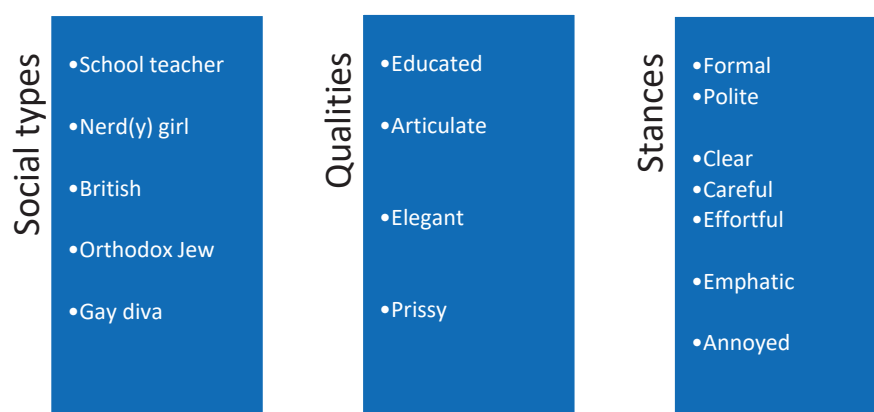 Social types
•School teacher
•Nerd(y) girl
•British
•Orthodox Jew
•Gay diva
Qualities
•Educated
•Articulate
•Elegant
•Prissy
Stances
•Formal
•Polite
•Clear
•Careful
•Effortful
•Emphatic
•Annoyed